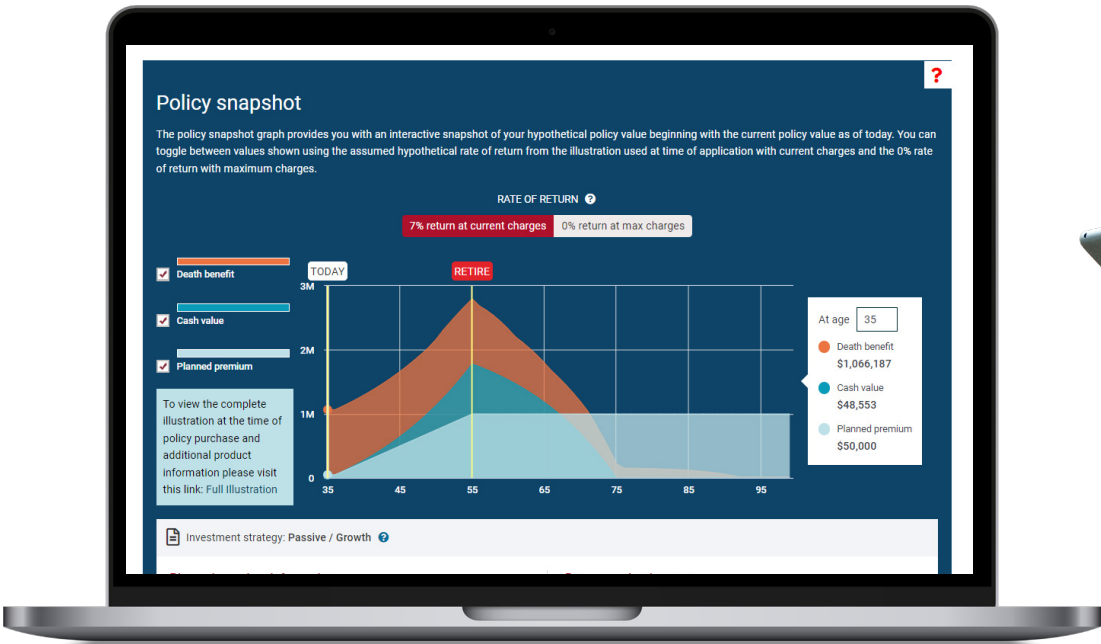 ?
Policy snapshot
The policy snapshot graph provides you with an interactive snapshot of your hypothetical policy value beginning with the current policy value as of today. You can
toggle between values shown using the assumed hypothetical rate of return from the illustration used at time of application with current charges and the 0% rate
of return with maximum charges.
RATE OF RETURN ?
7% return at current charges 0% return at max charges
Death benefit
Cash value
Planned premium
To view the complete
illustration at the time of
policy purchase and
additional product
information please visit
this link: Full Illustration
TODAY RETIRE
3M
2M
1M
0
35 45 55 65 75 85 95
At age 35
Death benefit
$1,066,187
Cash value
$48,553
Planned premium
$50,000
Investment strategy: Passive / Growth ?